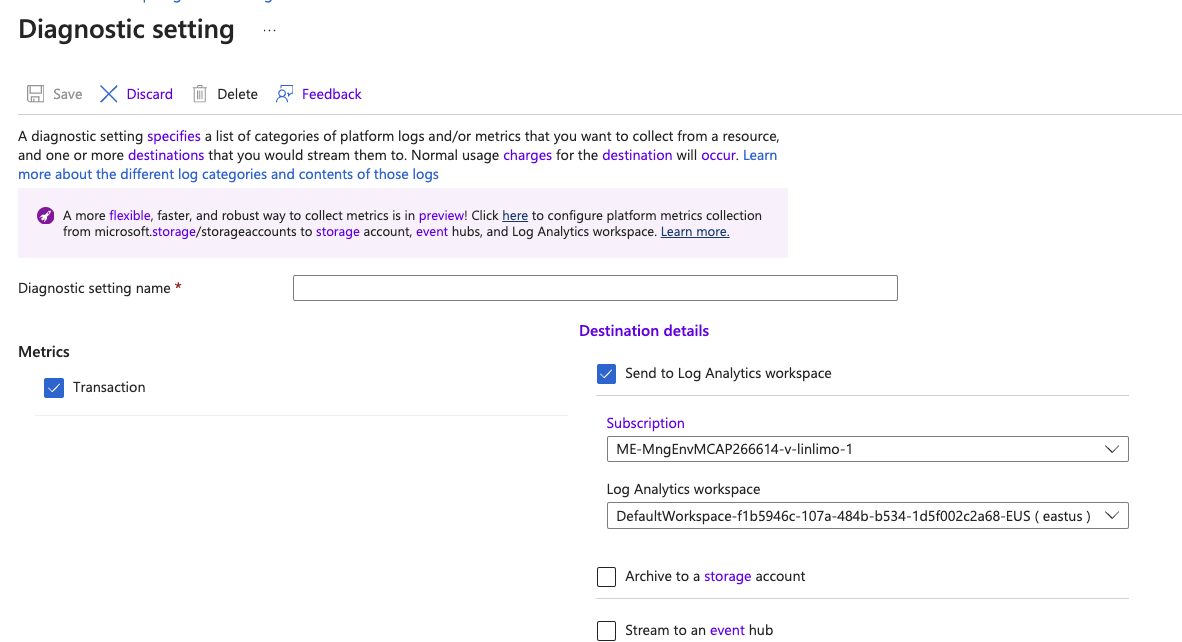 Diagnostic setting ...
Save Discard Delete Feedback
A diagnostic setting specifies a list of categories of platform logs and/or metrics that you want to collect from a resource,
and one or more destinations that you would stream them to. Normal usage charges for the destination will occur. Learn
more about the different log categories and contents of those logs
A more flexible, faster, and robust way to collect metrics is in preview! Click here to configure platform metrics collection
from microsoft.storage/storageaccounts to storage account, event hubs, and Log Analytics workspace. Learn more.
Diagnostic setting name *
Destination details
Metrics
Transaction
Send to Log Analytics workspace
Subscription
ME-MngEnvMCAP266614-v-linlimo-1
Log Analytics workspace
DefaultWorkspace-f1b5946c-107a-484b-b534-1d5f002c2a68-EUS ( eastus )
Archive to a storage account
Stream to an event hub